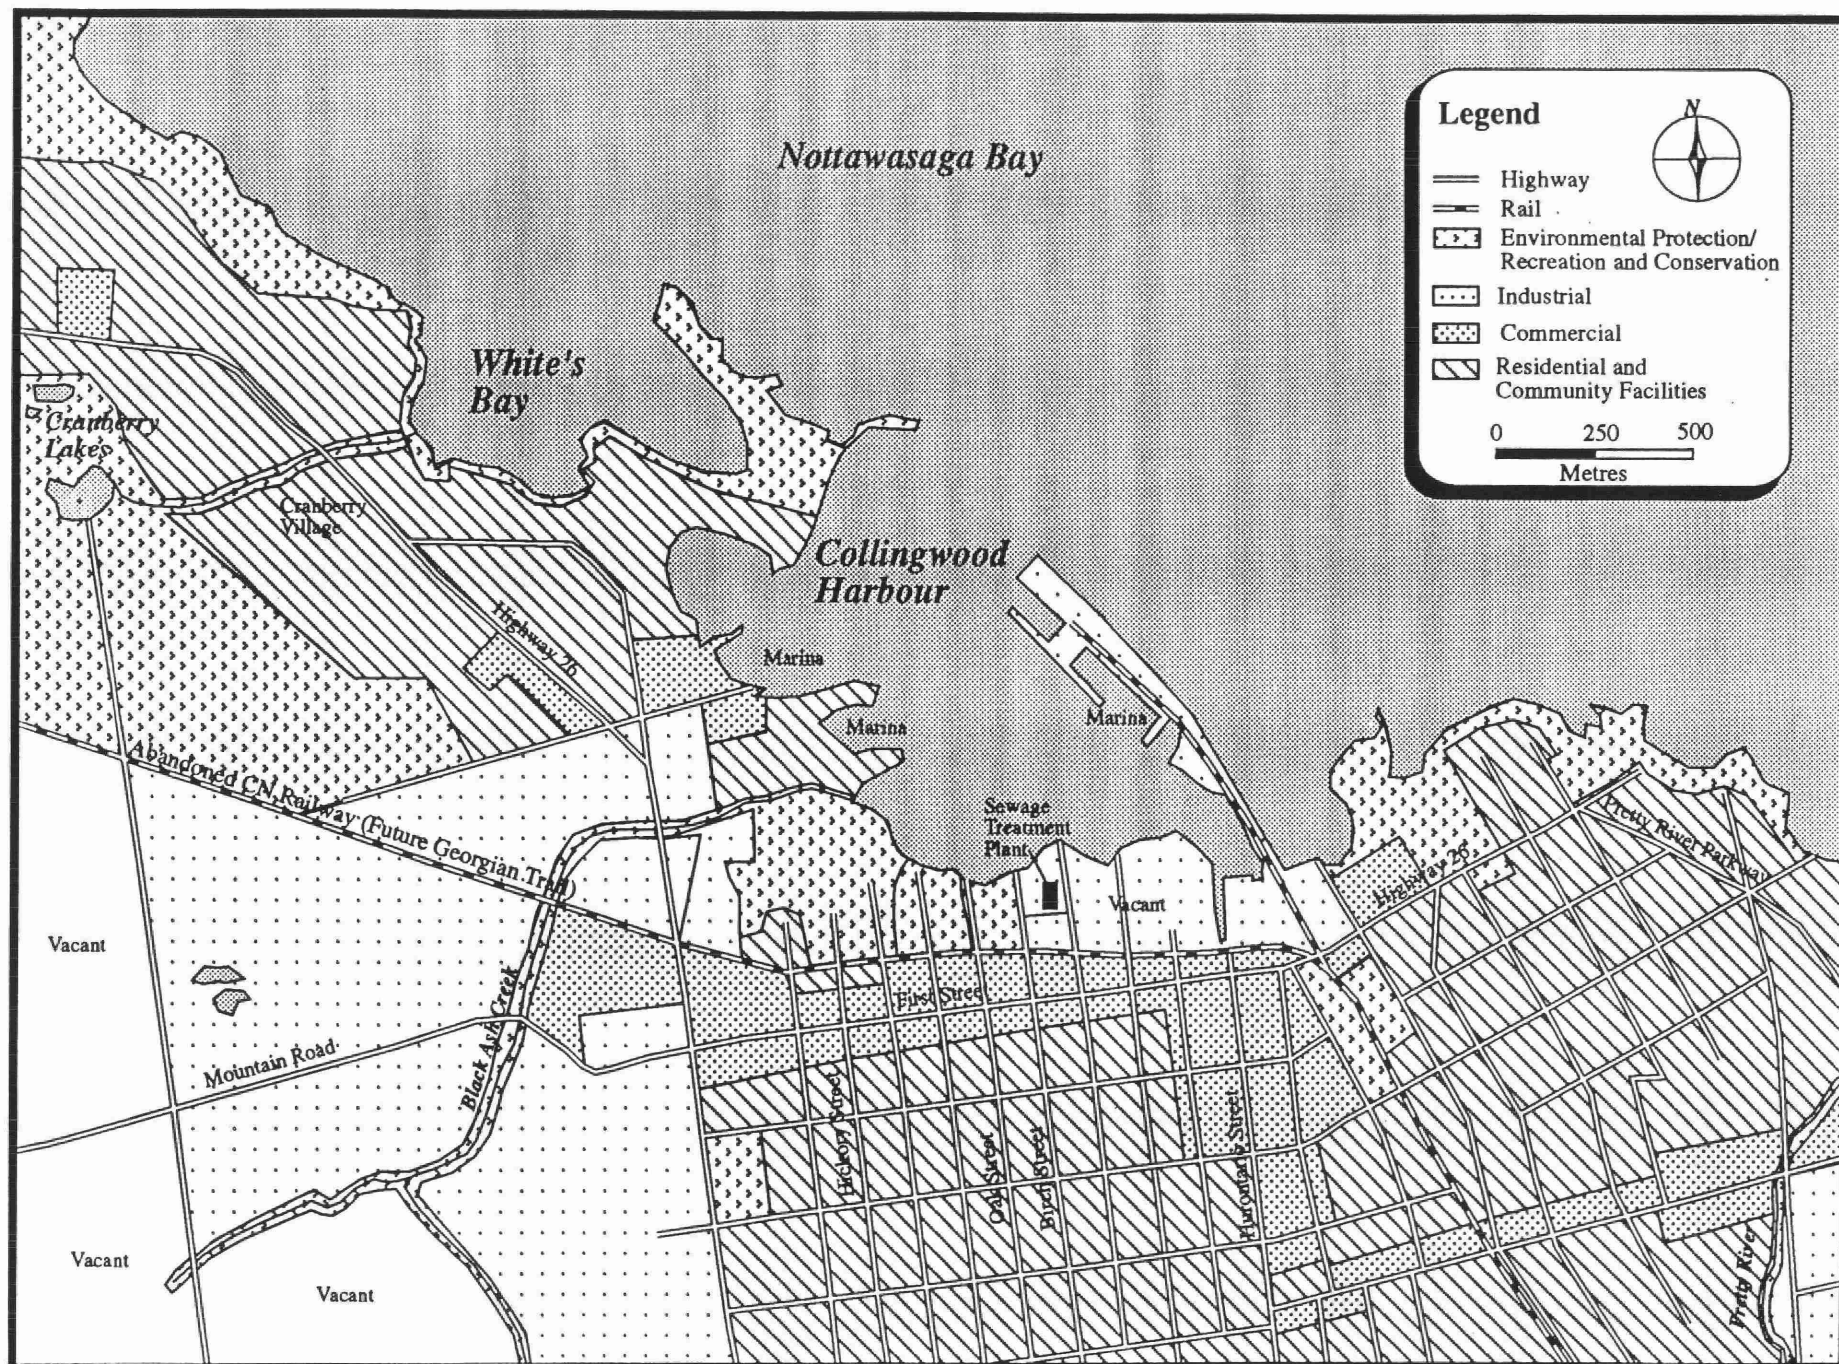 Nottawasaga Bay
Legend
N
Highway
Rail
Environmental Protection/
Recreation and Conservation
Industrial
Commercial
Residential and
Community Facilities
0 250 500
Metres
White's
Bay
Cranberry
Lakes
Cranberry
Village
Collingwood
Harbour
Highway 26
Marina
Marina
Marina
Abandoned CN Railway (Future Georgian Trail)
Sewage
Treatment
Plant
Vacant
Highway 26
Pretty River Parkway
Vacant
First Street
Black Ash Creek
Mountain Road
Hickory Street
Oak Street
Birch Street
Hurontario Street
Vacant
Vacant
Pretty River